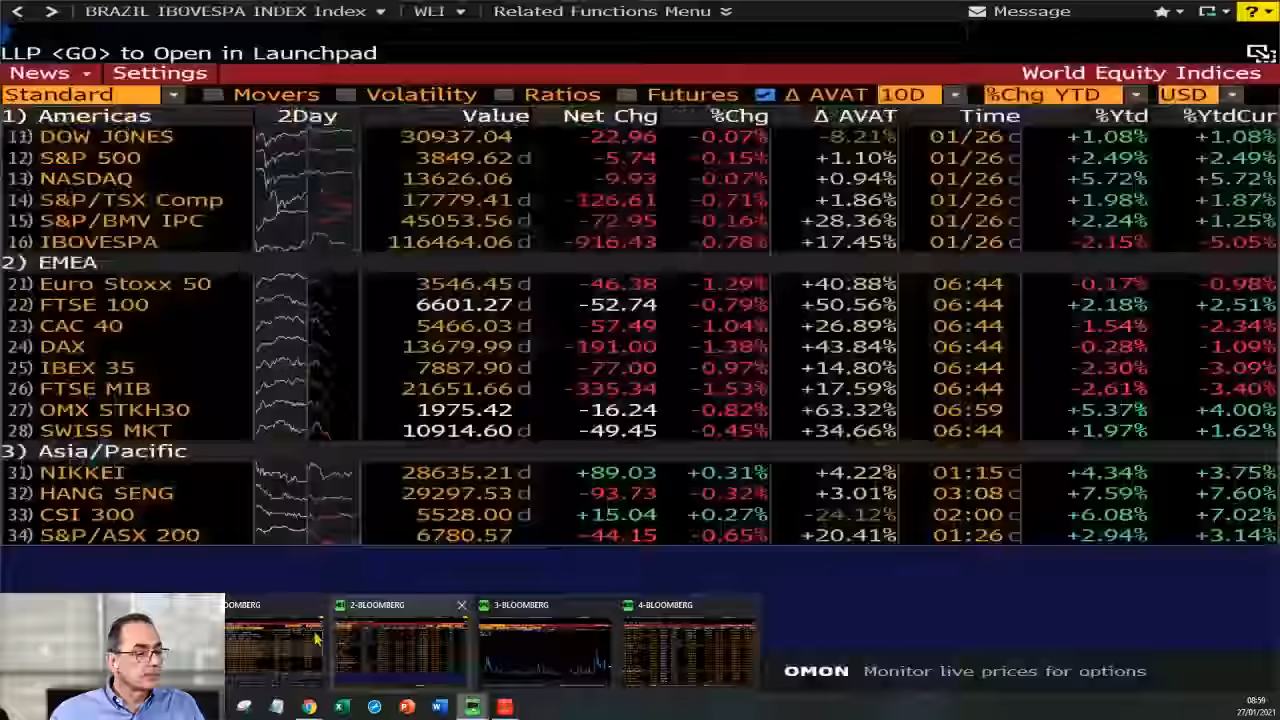 BRAZIL IBOVESPA INDEX Index WEI Related Functions Menu Message ?
LLP <GO> to Open in Launchpad
News Settings World Equity Indices
Standard Movers Volatility Ratios Futures Δ AVAT 10D %Chg YTD USD
1) Americas 2Day Value Net Chg %Chg Δ AVAT Time %Ytd %YtdCur
11) DOW JONES 30937.04 -22.96 -0.07% -8.21% 01/26 c +1.08% +1.08%
12) S&P 500 3849.62 d -5.74 -0.15% +1.10% 01/26 c +2.49% +2.49%
13) NASDAQ 13626.06 -9.93 -0.07% +0.94% 01/26 c +5.72% +5.72%
14) S&P/TSX Comp 17779.41 d -126.61 -0.71% +1.86% 01/26 c +1.98% +1.87%
15) S&P/BMV IPC 45053.56 d -72.95 -0.16% +28.36% 01/26 c +2.24% +1.25%
16) IBOVESPA 116464.06 d -916.43 -0.78% +17.45% 01/26 c -2.15% -5.05%
2) EMEA
21) Euro Stoxx 50 3546.45 d -46.38 -1.29% +40.88% 06:44 -0.17% -0.98%
22) FTSE 100 6601.27 d -52.74 -0.79% +50.56% 06:44 +2.18% +2.51%
23) CAC 40 5466.03 d -57.49 -1.04% +26.89% 06:44 -1.54% -2.34%
24) DAX 13679.99 d -191.00 -1.38% +43.84% 06:44 -0.28% -1.09%
25) IBEX 35 7887.90 d -77.00 -0.97% +14.80% 06:44 -2.30% -3.09%
26) FTSE MIB 21651.66 d -335.34 -1.53% +17.59% 06:44 -2.61% -3.40%
27) OMX STKH30 1975.42 -16.24 -0.82% +63.32% 06:59 +5.37% +4.00%
28) SWISS MKT 10914.60 d -49.45 -0.45% +34.66% 06:44 +1.97% +1.62%
3) Asia/Pacific
31) NIKKEI 28635.21 d +89.03 +0.31% +4.22% 01:15 c +4.34% +3.75%
32) HANG SENG 29297.53 d -93.73 -0.32% +3.01% 03:08 c +7.59% +7.60%
33) CSI 300 5528.00 d +15.04 +0.27% -24.12% 02:00 c +6.08% +7.02%
34) S&P/ASX 200 6780.57 -44.15 -0.65% +20.41% 01:26 c +2.94% +3.14%
OOMBERG 2-BLOOMBERG 3-BLOOMBERG 4-BLOOMBERG
OMON Monitor live prices for options
08:59
27/01/2021